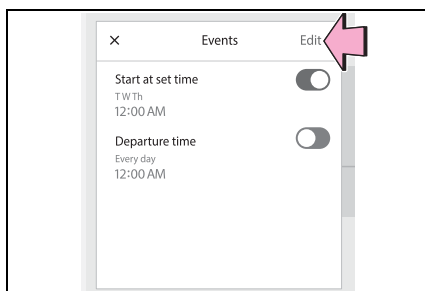 × Events Edit
Start at set time
T W Th
12:00 AM
Departure time
Every day
12:00 AM